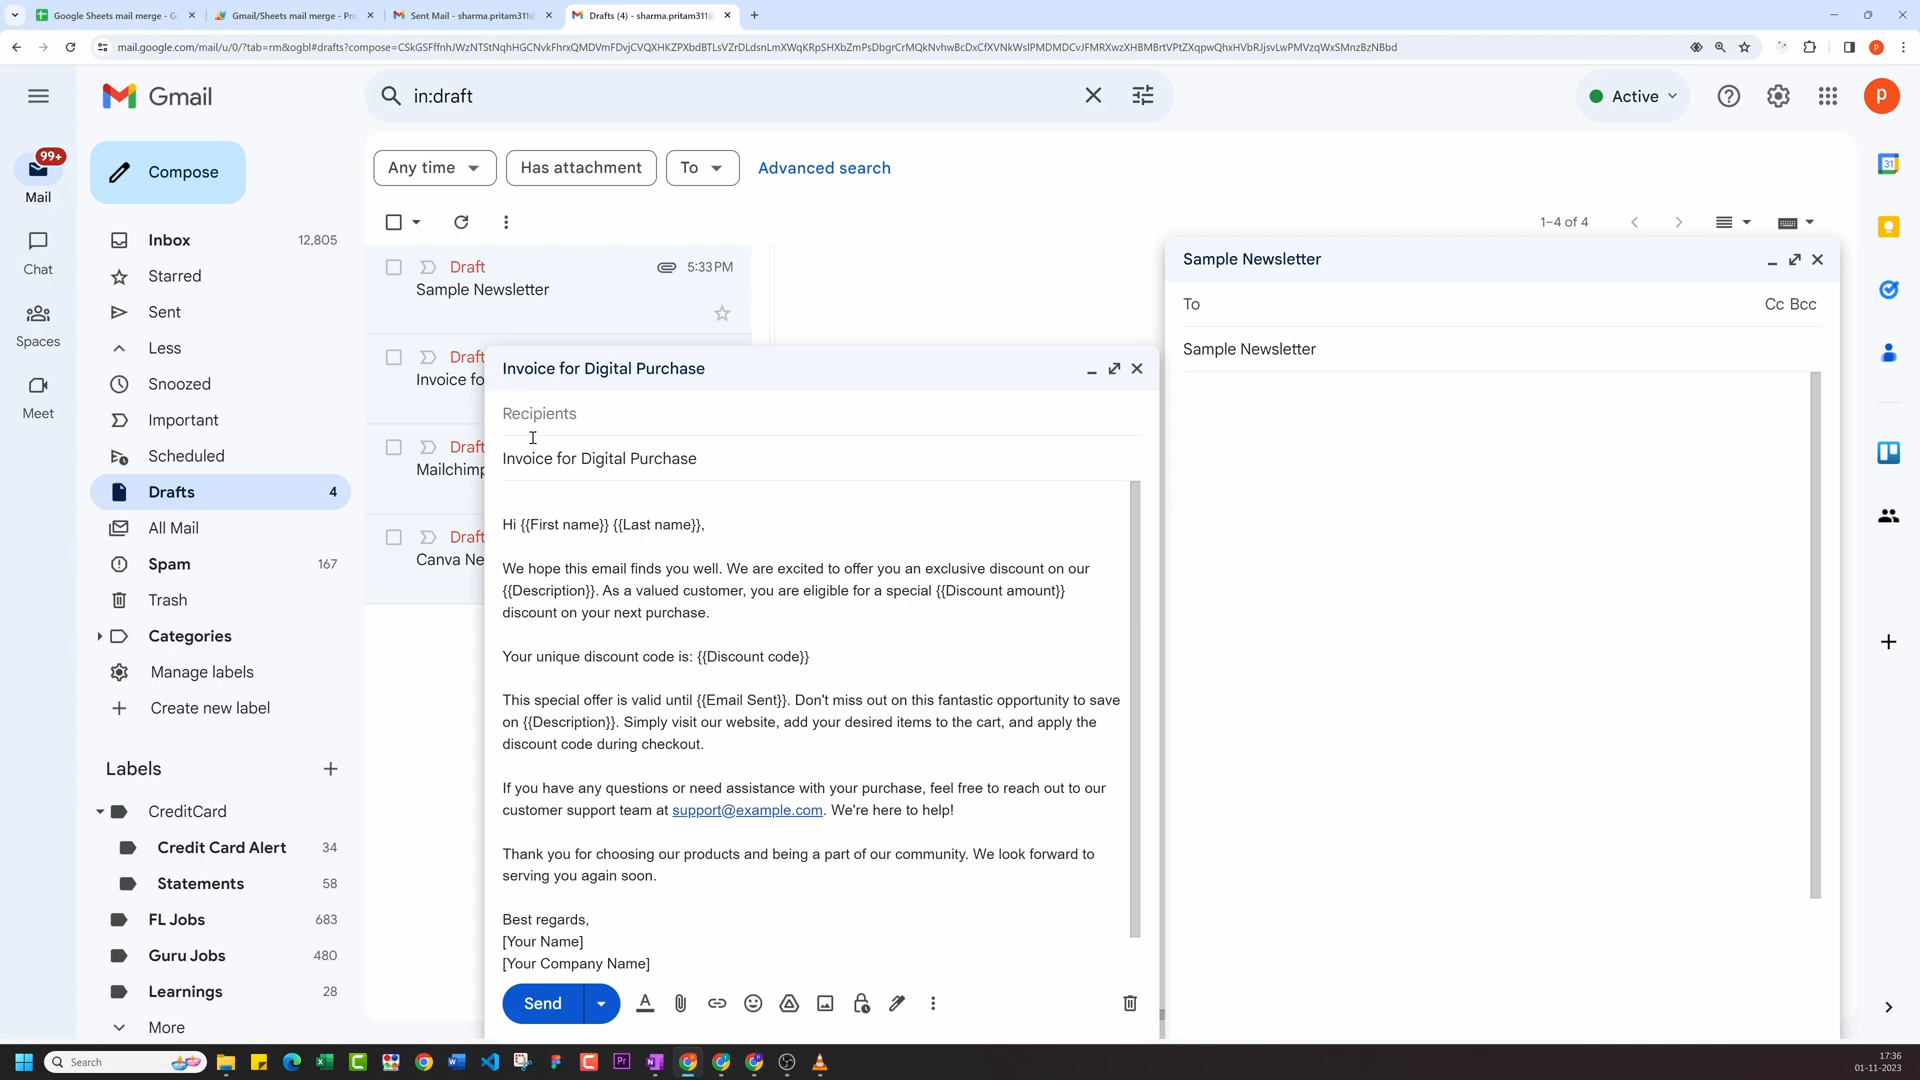 Google Sheets mail merge - G
Gmail/Sheets mail merge - Pro
Sent Mail - sharma.pritam311@
Drafts (4) - sharma.pritam311@
Gmail
in:draft
Active
P
99+
Mail
Chat
Spaces
Meet
Compose
Inbox 12,805
Starred
Sent
Less
Snoozed
Important
Scheduled
Drafts 4
All Mail
Spam 167
Trash
Categories
Manage labels
Create new label
Labels
CreditCard
Credit Card Alert 34
Statements 58
FL Jobs 683
Guru Jobs 480
Learnings 28
More
Any time
Has attachment
To
Advanced search
1–4 of 4
Draft 5:33 PM
Sample Newsletter
Draft
Invoice fo
Draft
Mailchimp
Draft
Canva Ne
Invoice for Digital Purchase
Recipients
Invoice for Digital Purchase
Hi {{First name}} {{Last name}},
We hope this email finds you well. We are excited to offer you an exclusive discount on our
{{Description}}. As a valued customer, you are eligible for a special {{Discount amount}}
discount on your next purchase.
Your unique discount code is: {{Discount code}}
This special offer is valid until {{Email Sent}}. Don't miss out on this fantastic opportunity to save
on {{Description}}. Simply visit our website, add your desired items to the cart, and apply the
discount code during checkout.
If you have any questions or need assistance with your purchase, feel free to reach out to our
customer support team at support@example.com. We're here to help!
Thank you for choosing our products and being a part of our community. We look forward to
serving you again soon.
Best regards,
[Your Name]
[Your Company Name]
Send
Sample Newsletter
To Cc Bcc
Sample Newsletter
31
Search
17:36
01-11-2023